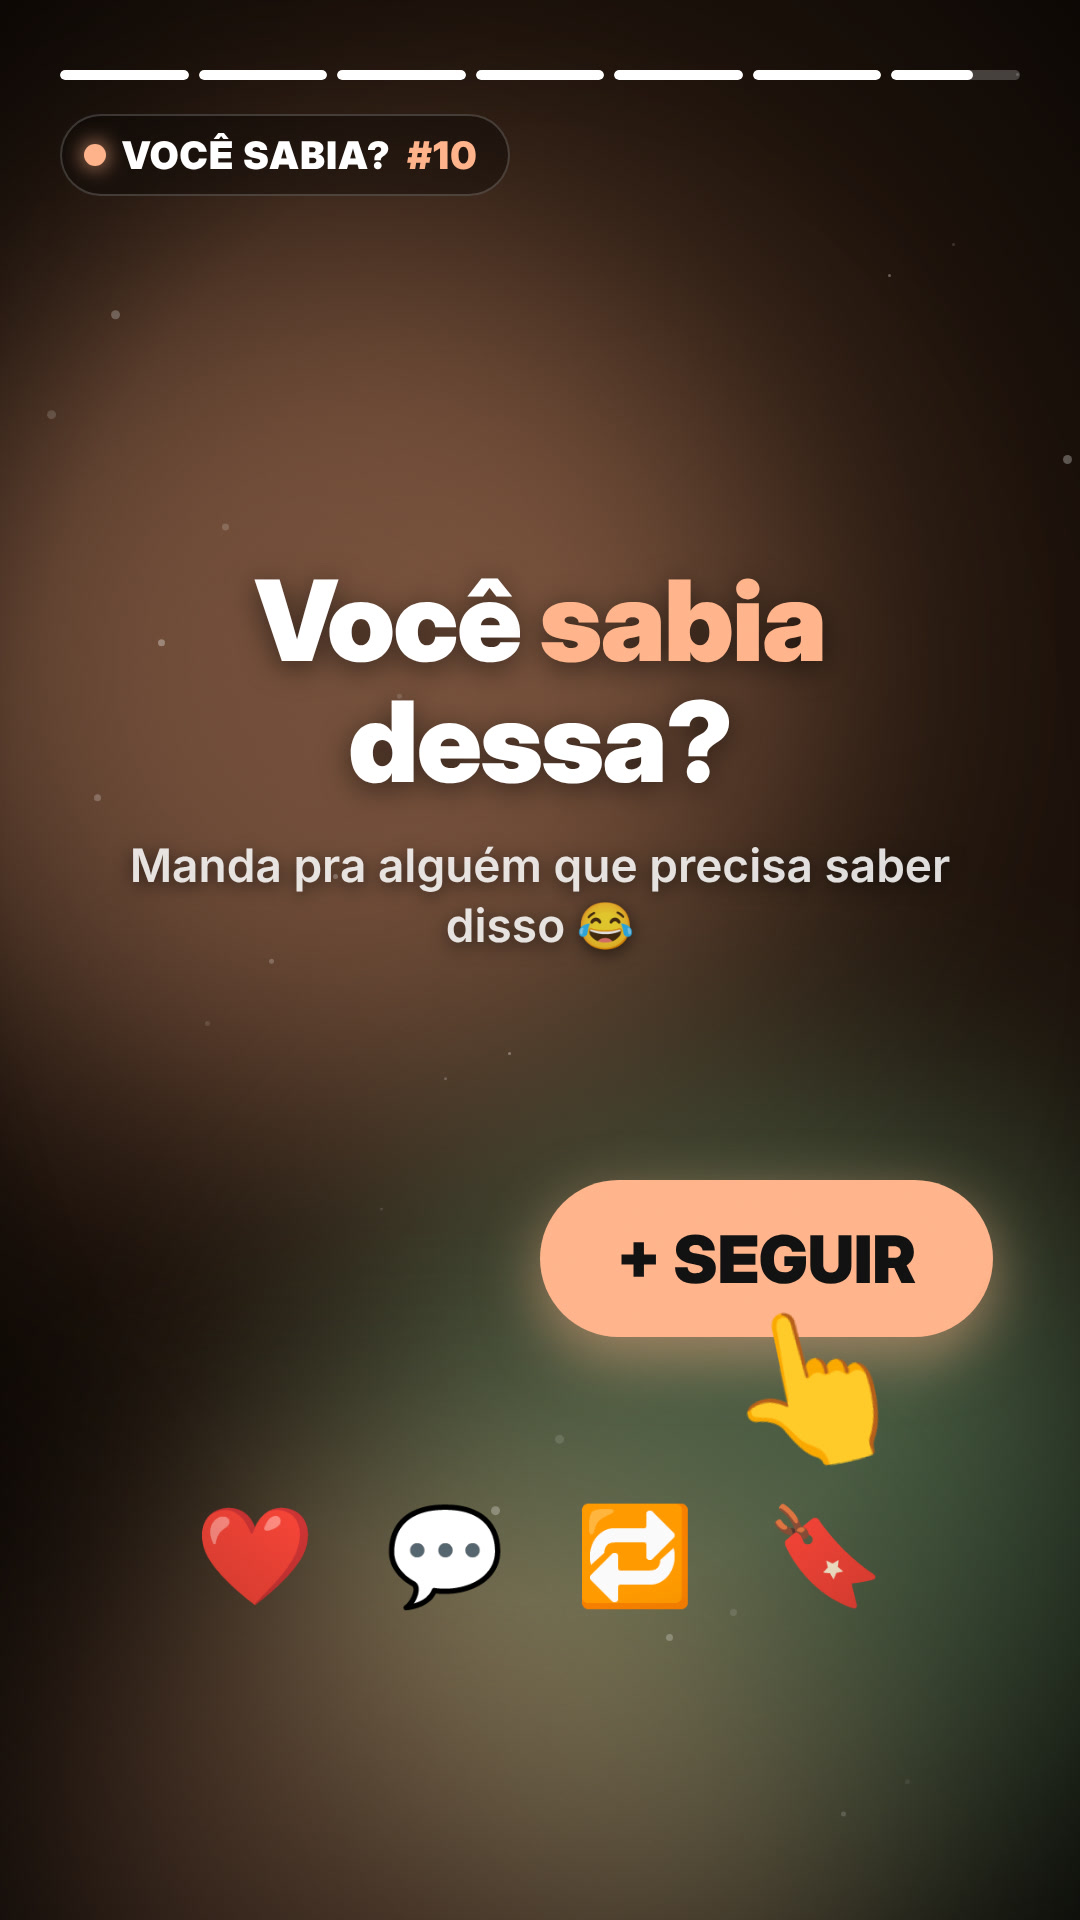 VOCÊ SABIA? #10
Você sabia
dessa?
Manda pra alguém que precisa saber
disso 😂
+ SEGUIR